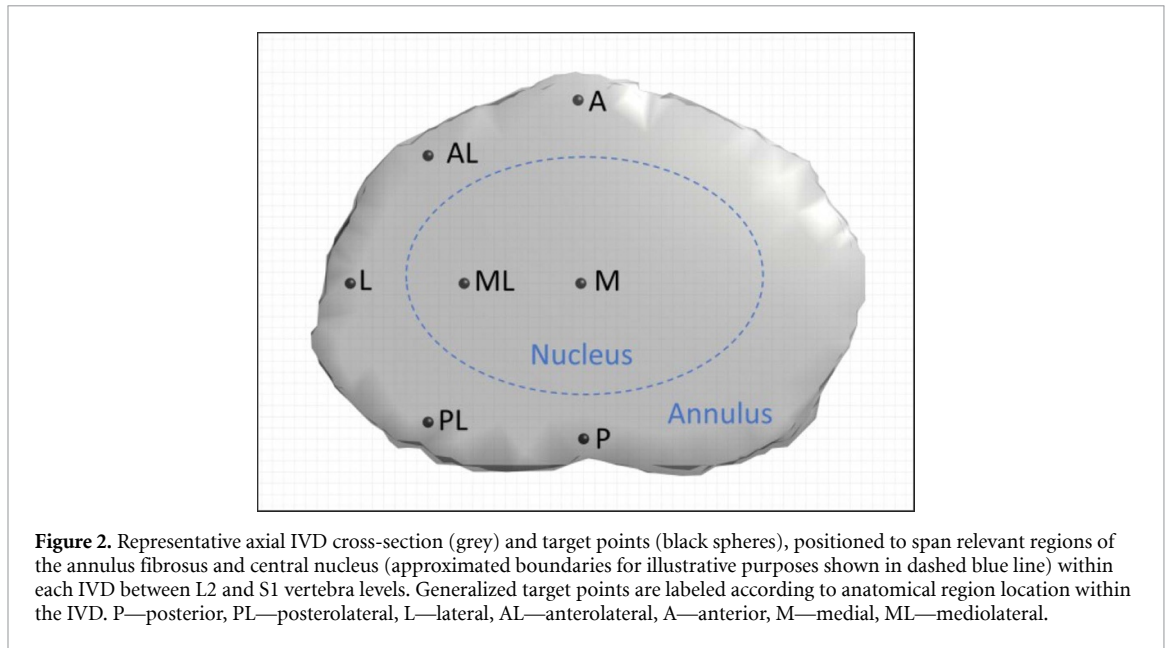 A
AL
L
ML
M
Nucleus
Annulus
PL
P
Figure 2. Representative axial IVD cross-section (grey) and target points (black spheres), positioned to span relevant regions of
the annulus fibrosus and central nucleus (approximated boundaries for illustrative purposes shown in dashed blue line) within
each IVD between L2 and S1 vertebra levels. Generalized target points are labeled according to anatomical region location within
the IVD. P—posterior, PL—posterolateral, L—lateral, AL—anterolateral, A—anterior, M—medial, ML—mediolateral.